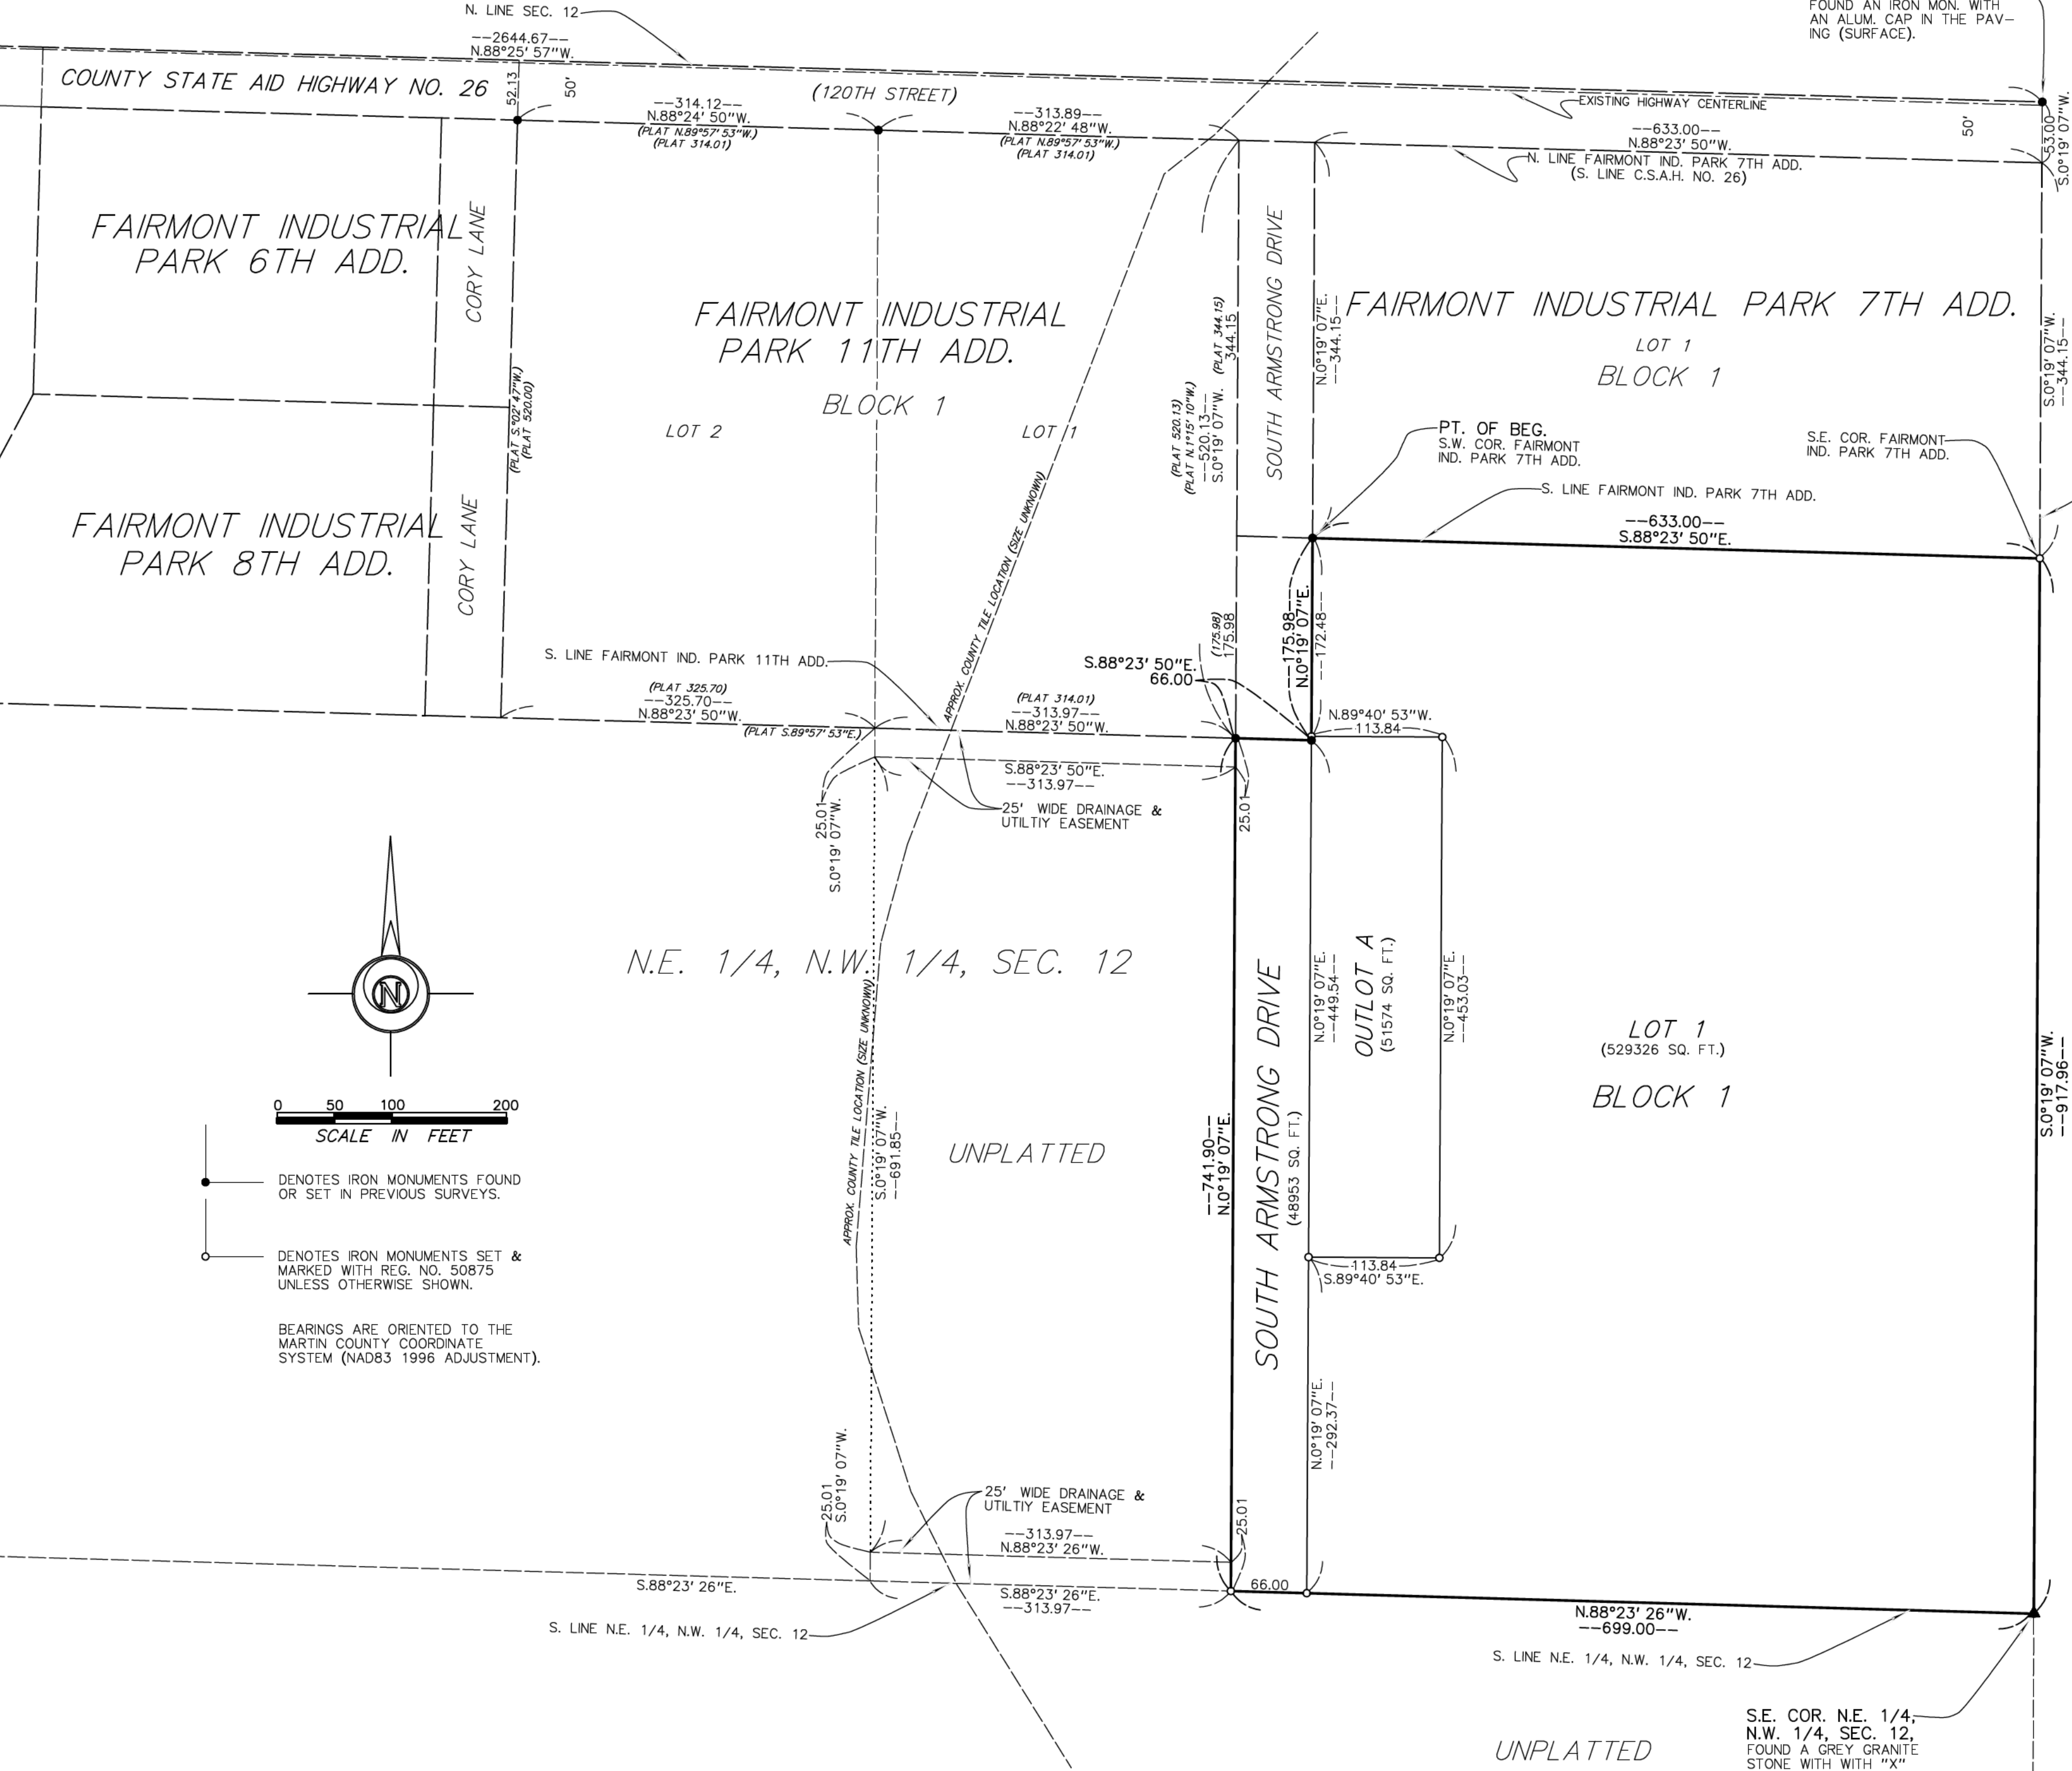 N. LINE SEC. 12
FOUND AN IRON MON. WITH
AN ALUM. CAP IN THE PAV-
ING (SURFACE).
--2644.67--
N.88°25' 57"W.
COUNTY STATE AID HIGHWAY NO. 26
52.13
50'
(120TH STREET)
EXISTING HIGHWAY CENTERLINE
50'
53.00
S.0°19' 07"W.
--314.12--
N.88°24' 50"W.
(PLAT N.89°57' 53"W.)
(PLAT 314.01)
--313.89--
N.88°22' 48"W.
(PLAT N.89°57' 53"W.)
(PLAT 314.01)
--633.00--
N.88°23' 50"W.
N. LINE FAIRMONT IND. PARK 7TH ADD.
(S. LINE C.S.A.H. NO. 26)
FAIRMONT INDUSTRIAL
PARK 6TH ADD.
CORY LANE
FAIRMONT INDUSTRIAL
PARK 11TH ADD.
BLOCK 1
LOT 2
LOT 1
(PLAT S.°02' 47"W.)
(PLAT 520.00)
(PLAT 520.13)
(PLAT N.1°15' 10"W.)
--520.13--
S.0°19' 07"W.
(PLAT 344.15)
344.15
SOUTH ARMSTRONG DRIVE
N.0°19' 07"E.
--344.15--
FAIRMONT INDUSTRIAL PARK 7TH ADD.
LOT 1
BLOCK 1
S.0°19' 07"W.
--344.15--
PT. OF BEG.
S.W. COR. FAIRMONT
IND. PARK 7TH ADD.
S.E. COR. FAIRMONT
IND. PARK 7TH ADD.
S. LINE FAIRMONT IND. PARK 7TH ADD.
--633.00--
S.88°23' 50"E.
FAIRMONT INDUSTRIAL
PARK 8TH ADD.
CORY LANE
APPROX. COUNTY TILE LOCATION (SIZE UNKNOWN)
S. LINE FAIRMONT IND. PARK 11TH ADD.
(PLAT 325.70)
--325.70--
N.88°23' 50"W.
(PLAT S.89°57' 53"E.)
(PLAT 314.01)
--313.97--
N.88°23' 50"W.
(175.98)
175.98
S.88°23' 50"E.
66.00
--175.98--
N.0°19' 07"E.
--172.48--
N.89°40' 53"W.
113.84
S.88°23' 50"E.
--313.97--
25' WIDE DRAINAGE &
UTILTIY EASEMENT
25.01
S.0°19' 07"W.
25.01
N.E. 1/4, N.W. 1/4, SEC. 12
N
0 50 100 200
SCALE IN FEET
DENOTES IRON MONUMENTS FOUND
OR SET IN PREVIOUS SURVEYS.
DENOTES IRON MONUMENTS SET &
MARKED WITH REG. NO. 50875
UNLESS OTHERWISE SHOWN.
BEARINGS ARE ORIENTED TO THE
MARTIN COUNTY COORDINATE
SYSTEM (NAD83 1996 ADJUSTMENT).
APPROX. COUNTY TILE LOCATION (SIZE UNKNOWN)
S.0°19' 07"W.
--691.85--
UNPLATTED
--741.90--
N.0°19' 07"E.
SOUTH ARMSTRONG DRIVE
(48953 SQ. FT.)
N.0°19' 07"E.
--449.54--
OUTLOT A
(51574 SQ. FT.)
N.0°19' 07"E.
--453.03--
LOT 1
(529326 SQ. FT.)
BLOCK 1
S.0°19' 07"W.
--917.96--
113.84
S.89°40' 53"E.
N.0°19' 07"E.
--292.37--
25.01
S.0°19' 07"W.
25' WIDE DRAINAGE &
UTILTIY EASEMENT
--313.97--
N.88°23' 26"W.
25.01
66.00
S.88°23' 26"E.
S.88°23' 26"E.
--313.97--
S. LINE N.E. 1/4, N.W. 1/4, SEC. 12
N.88°23' 26"W.
--699.00--
S. LINE N.E. 1/4, N.W. 1/4, SEC. 12
UNPLATTED
S.E. COR. N.E. 1/4,
N.W. 1/4, SEC. 12,
FOUND A GREY GRANITE
STONE WITH WITH "X"